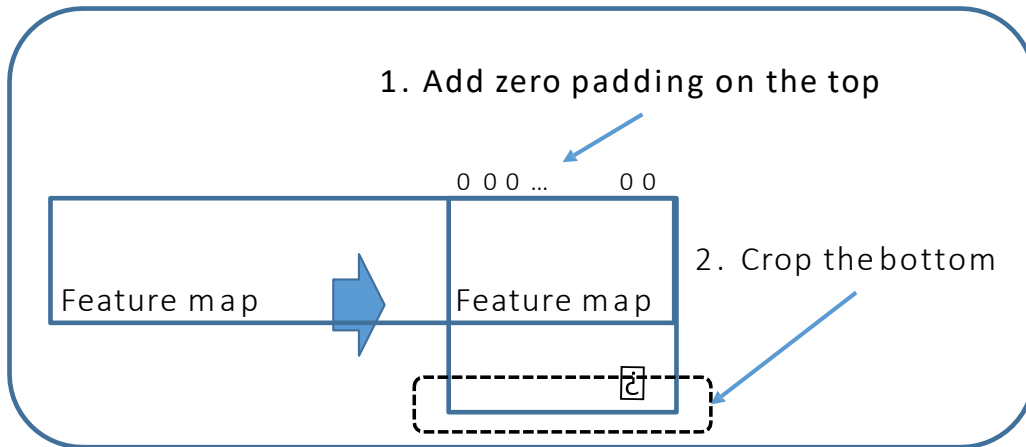 1. Add zero padding on the top
0 0 0 ... 0 0
2. Crop the bottom
Feature map
Feature map